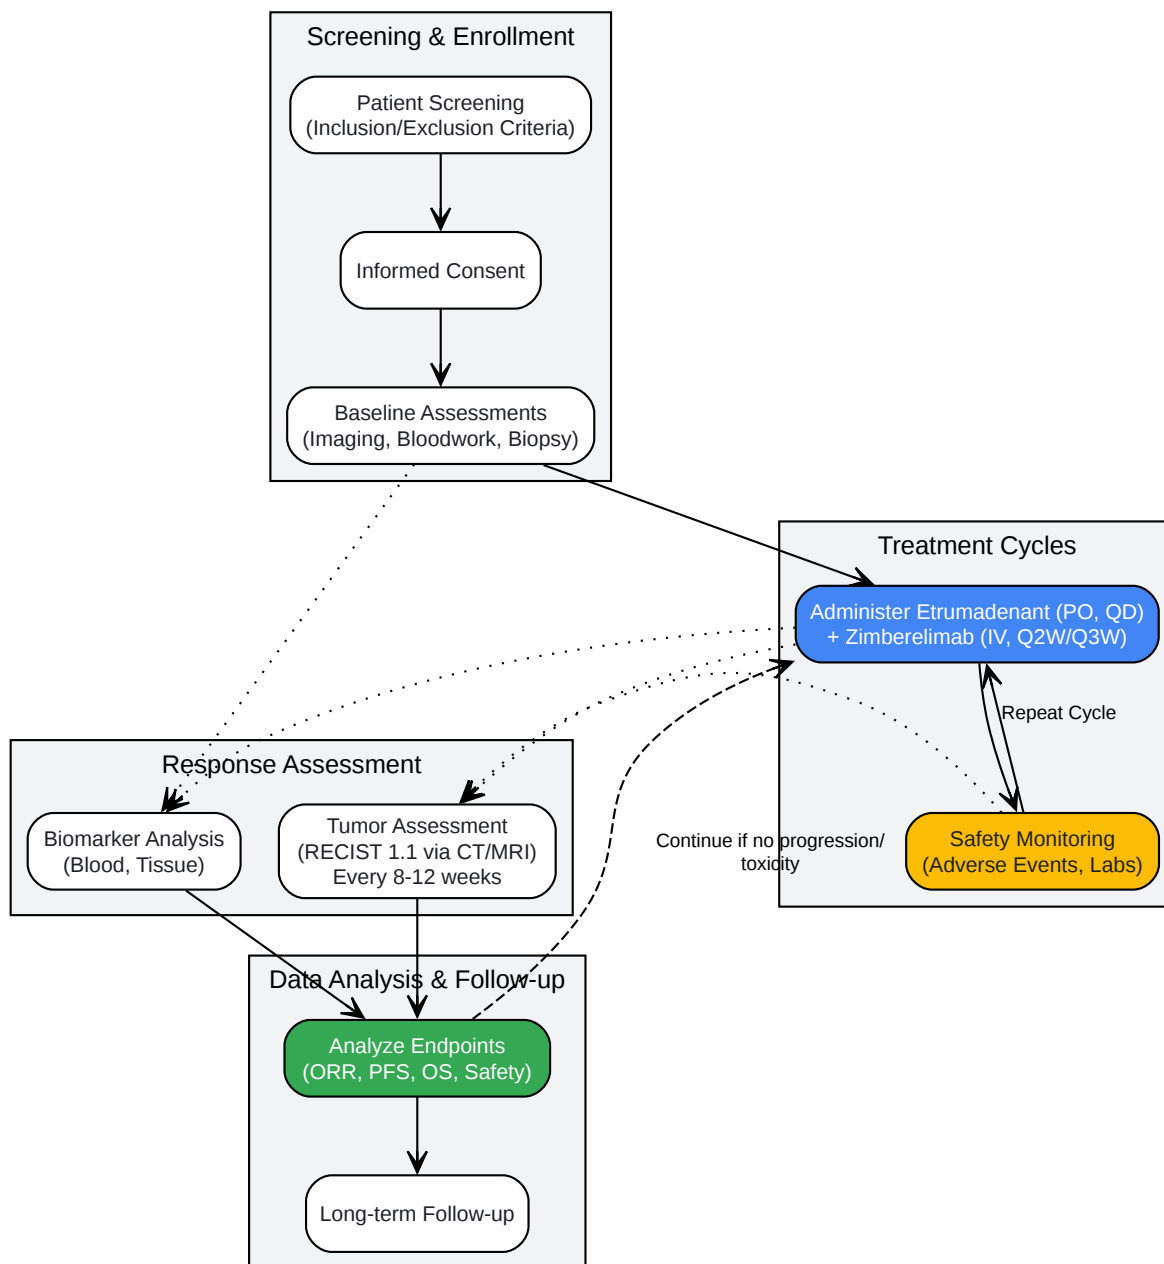 Screening & Enrollment
Patient Screening
(Inclusion/Exclusion Criteria)
Informed Consent
Baseline Assessments
(Imaging, Bloodwork, Biopsy)
Treatment Cycles
Administer Etrumadenant (PO, QD)
+ Zimberelimab (IV, Q2W/Q3W)
Repeat Cycle
Response Assessment
Biomarker Analysis
(Blood, Tissue)
Tumor Assessment
(RECIST 1.1 via CT/MRI)
Every 8-12 weeks
Continue if no progression/
toxicity
Safety Monitoring
(Adverse Events, Labs)
Data Analysis & Follow-up
Analyze Endpoints
(ORR, PFS, OS, Safety)
Long-term Follow-up